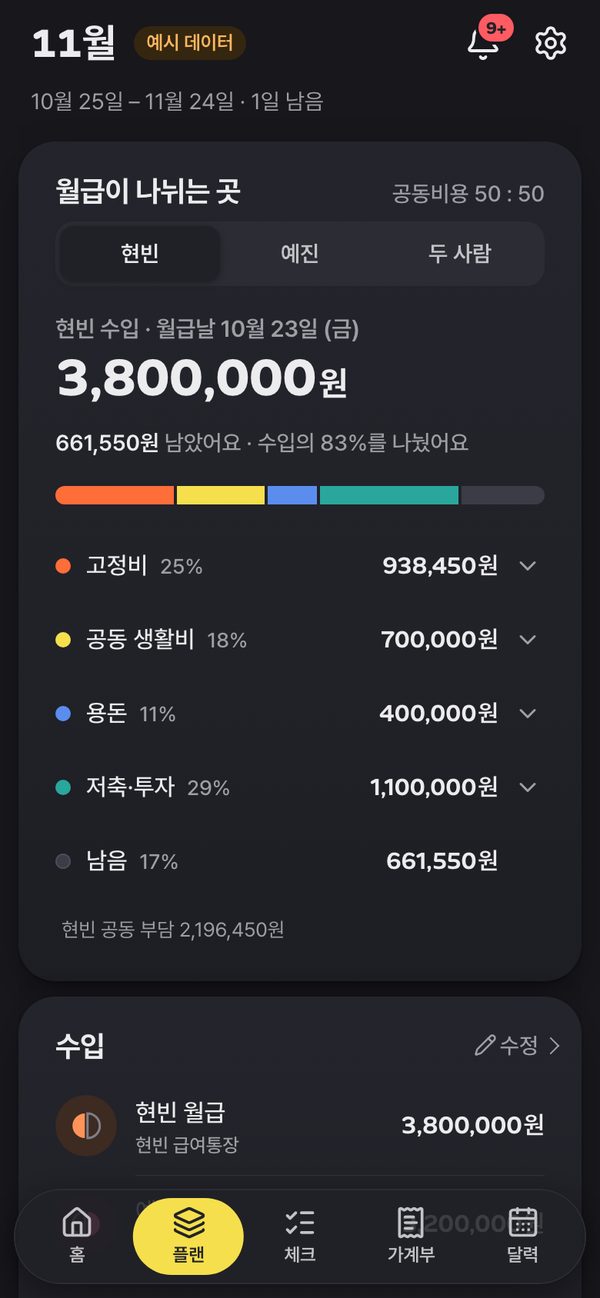 11월 예시 데이터 9+
10월 25일 – 11월 24일 · 1일 남음
월급이 나뉘는 곳 공동비용 50 : 50
현빈 예진 두 사람
현빈 수입 · 월급날 10월 23일 (금)
3,800,000원
661,550원 남았어요 · 수입의 83%를 나눴어요
고정비 25% 938,450원
공동 생활비 18% 700,000원
용돈 11% 400,000원
저축·투자 29% 1,100,000원
남음 17% 661,550원
현빈 공동 부담 2,196,450원
수입 수정
현빈 월급 3,800,000원
현빈 급여통장
홈 플랜 체크 가계부 달력